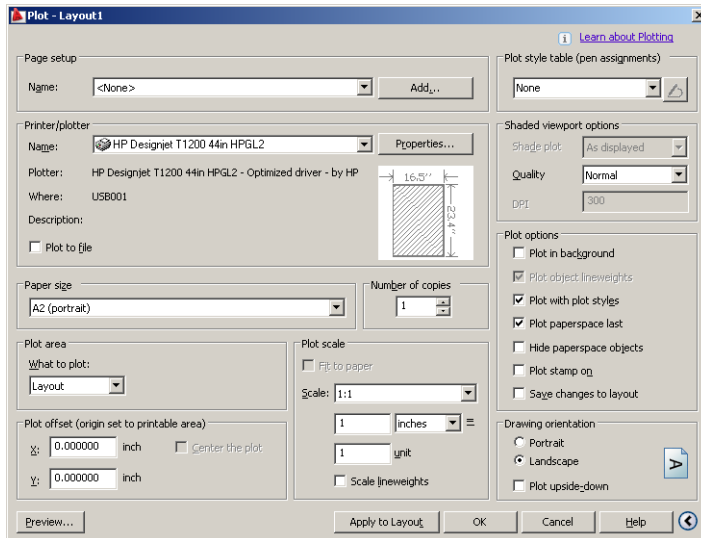 Plot - Layout1
Learn about Plotting
Page setup
Name:
<None>
Add...
Plot style table (pen assignments)
None
Printer/plotter
Name:
HP Designjet T1200 44in HPGL2
Properties...
Plotter:
HP Designjet T1200 44in HPGL2 - Optimized driver - by HP
Where:
USB001
Description:
Plot to file
16.5''
23.4''
Shaded viewport options
Shade plot
As displayed
Quality
Normal
DPI
300
Paper size
A2 (portrait)
Number of copies
1
Plot area
What to plot:
Layout
Plot scale
Fit to paper
Scale:
1:1
1
inches
=
1
unit
Scale lineweights
Plot offset (origin set to printable area)
X:
0.000000
inch
Center the plot
Y:
0.000000
inch
Plot options
Plot in background
Plot object lineweights
Plot with plot styles
Plot paperspace last
Hide paperspace objects
Plot stamp on
Save changes to layout
Drawing orientation
Portrait
Landscape
Plot upside-down
A
Preview...
Apply to Layout
OK
Cancel
Help